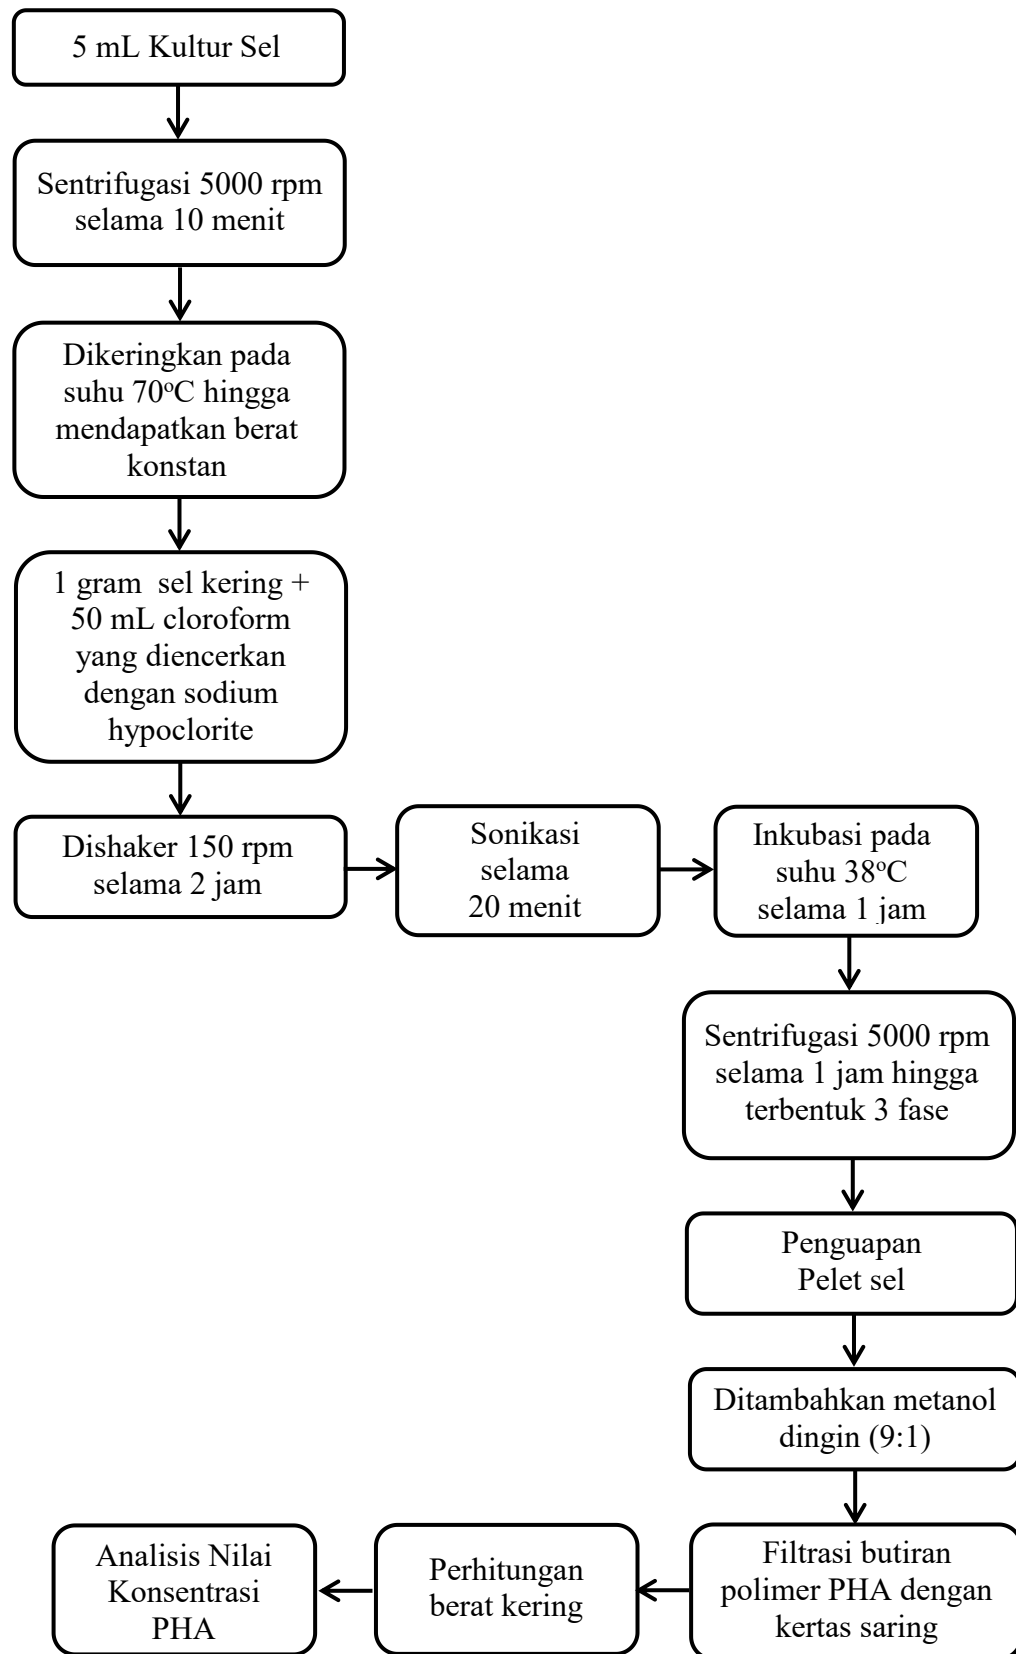 5 mL Kultur Sel
Sentrifugasi 5000 rpm
selama 10 menit
Dikeringkan pada
suhu 70°C hingga
mendapatkan berat
konstan
1 gram  sel kering +
50 mL cloroform
yang diencerkan
dengan sodium
hypoclorite
Dishaker 150 rpm
selama 2 jam
Sonikasi
selama
20 menit
Inkubasi pada
suhu 38°C
selama 1 jam
Sentrifugasi 5000 rpm
selama 1 jam hingga
terbentuk 3 fase
Penguapan
Pelet sel
Ditambahkan metanol
dingin (9:1)
Filtrasi butiran
polimer PHA dengan
kertas saring
Perhitungan
berat kering
Analisis Nilai
Konsentrasi
PHA